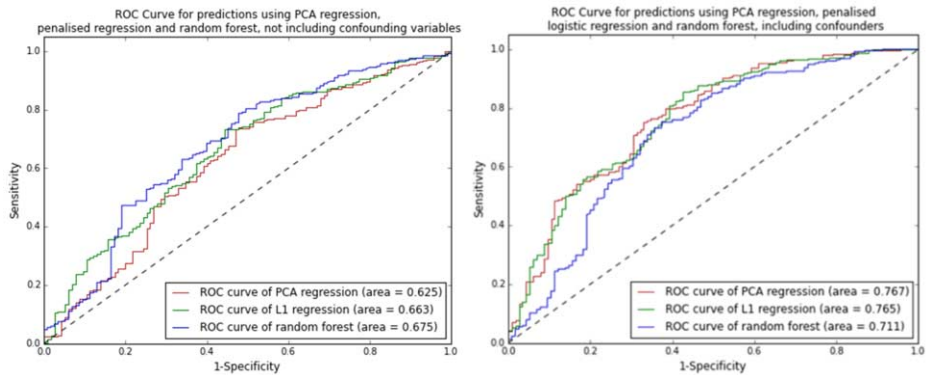 ROC Curve for predictions using PCA regression,
penalised regression and random forest, not including confounding variables
1.0
0.8
0.6
0.4
0.2
0.0
Sensitivity
ROC curve of PCA regression (area = 0.625)
ROC curve of L1 regression (area = 0.663)
ROC curve of random forest (area = 0.675)
0.0 0.2 0.4 0.6 0.8 1.0
1-Specificity
ROC Curve for predictions using PCA regression, penalised
logistic regression and random forest, including confounders
1.0
0.8
0.6
0.4
0.2
0.0
Sensitivity
ROC curve of PCA regression (area = 0.767)
ROC curve of L1 regression (area = 0.765)
ROC curve of random forest (area = 0.711)
0.0 0.2 0.4 0.6 0.8 1.0
1-Specificity